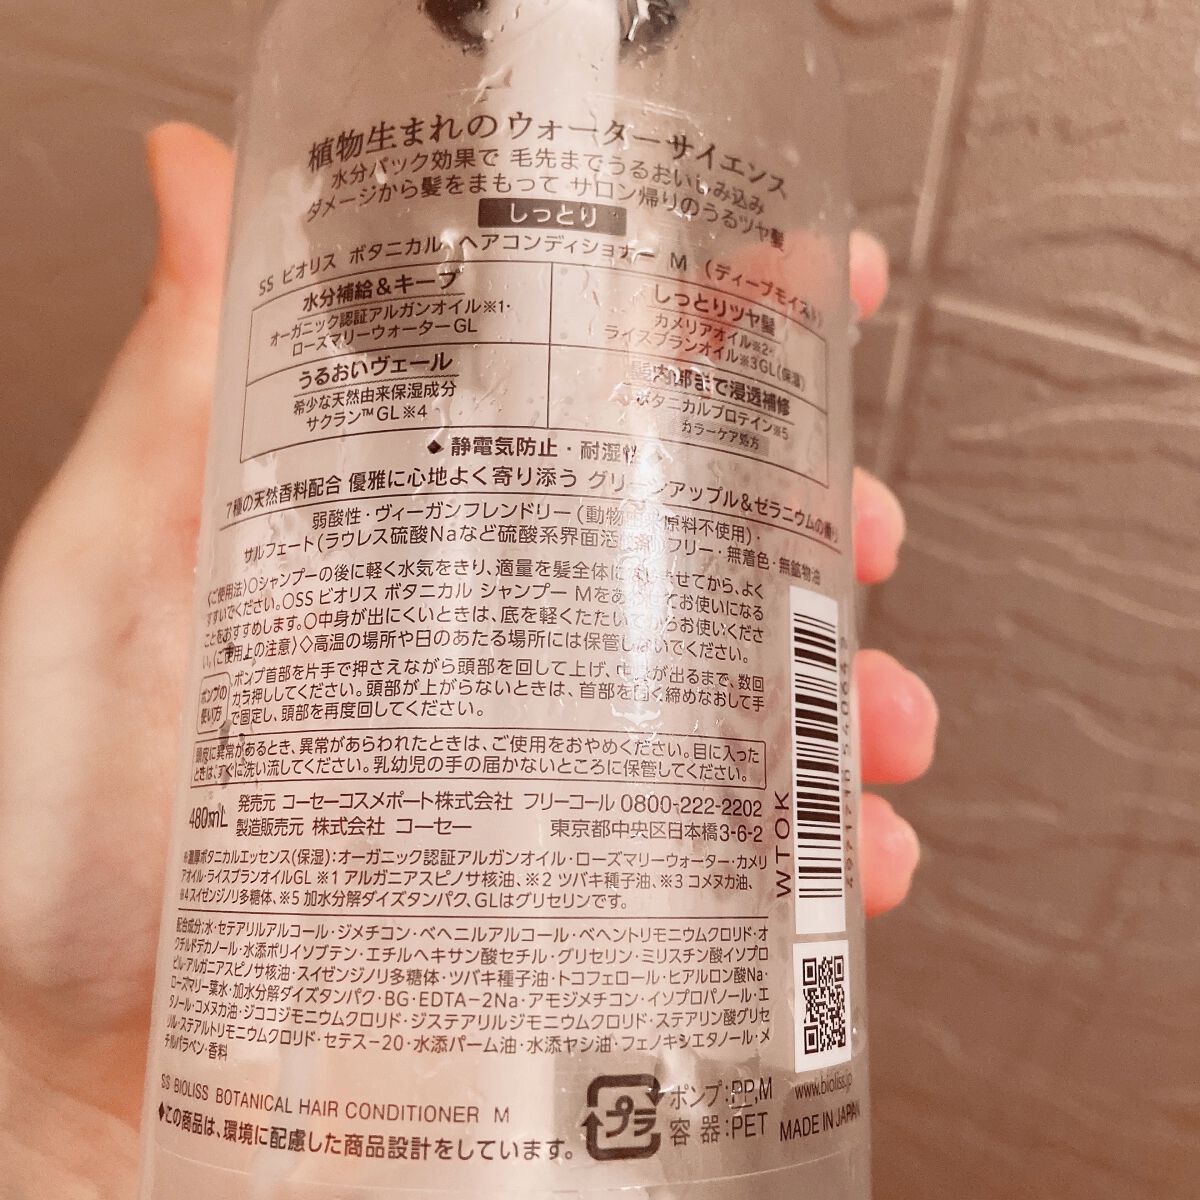 植物生まれのウォーターサイエンス
水分パック効果で 毛先までうるおいしみ込み
ダメージから髪をまもって サロン帰りのうるツヤ髪
しっとり
SS ビオリス ボタニカル ヘアコンディショナー M (ディープモイスト)
水分補給&キープ
オーガニック認証アルガンオイル※1・
ローズマリーウォーターGL
しっとりツヤ髪
カメリアオイル※2・
ライスブランオイル※3GL(保湿)
うるおいヴェール
希少な天然由来保湿成分
サクラン™GL※4
髪内部まで浸透補修
ボタニカルプロテイン※5
カラーケア処方
◆静電気防止・耐湿性
7種の天然香料配合 優雅に心地よく寄り添う グリーンアップル&ゼラニウムの香り
弱酸性・ヴィーガンフレンドリー(動物由来原料不使用)・
サルフェート(ラウレス硫酸Naなど硫酸系界面活性剤)フリー・無着色・無鉱物油
〈ご使用法〉○シャンプーの後に軽く水気をきり、適量を髪全体になじませてから、よく
すすいでください。○SS ビオリス ボタニカル シャンプー Mをあわせてお使いになる
ことをおすすめします。○中身が出にくいときは、底を軽くたたいてからお使いくださ
い。〈ご使用上の注意〉◇高温の場所や日のあたる場所には保管しないでください。
ポンプの
使い方
ポンプ首部を片手で押さえながら頭部を回して上げ、中身が出るまで、数回
カラ押ししてください。頭部が上がらないときは、首部を固く締めなおして手
で固定し、頭部を再度回してください。
頭皮に異常があるとき、異常があらわれたときは、ご使用をおやめください。目に入った
ときは、すぐに洗い流してください。乳幼児の手の届かないところに保管してください。
480mL
発売元 コーセーコスメポート株式会社 フリーコール 0800-222-2202
製造販売元 株式会社 コーセー 東京都中央区日本橋3-6-2
※濃厚ボタニカルエッセンス(保湿):オーガニック認証アルガンオイル・ローズマリーウォーター・カメリ
アオイル・ライスブランオイルGL ※1 アルガニアスピノサ核油、※2 ツバキ種子油、※3 コメヌカ油、
※4 スイゼンジノリ多糖体、※5 加水分解ダイズタンパク、GLはグリセリンです。
配合成分:水・セテアリルアルコール・ジメチコン・ベヘニルアルコール・ベヘントリモニウムクロリド・オ
クチルドデカノール・水添ポリイソブテン・エチルヘキサン酸セチル・グリセリン・ミリスチン酸イソプロ
ピル・アルガニアスピノサ核油・スイゼンジノリ多糖体・ツバキ種子油・トコフェロール・ヒアルロン酸Na・
ローズマリー葉水・加水分解ダイズタンパク・BG・EDTA-2Na・アモジメチコン・イソプロパノール・エ
タノール・コメヌカ油・ジココジモニウムクロリド・ジステアリルジモニウムクロリド・ステアリン酸グリセ
リル・ステアルトリモニウムクロリド・セテス-20・水添パーム油・水添ヤシ油・フェノキシエタノール・メ
チルパラベン・香料
SS BIOLISS BOTANICAL HAIR CONDITIONER M
◆この商品は、環境に配慮した商品設計をしています。
プラ
ポンプ:PP,M
容器:PET
www.bioliss.jp
MADE IN JAPAN
WTOK